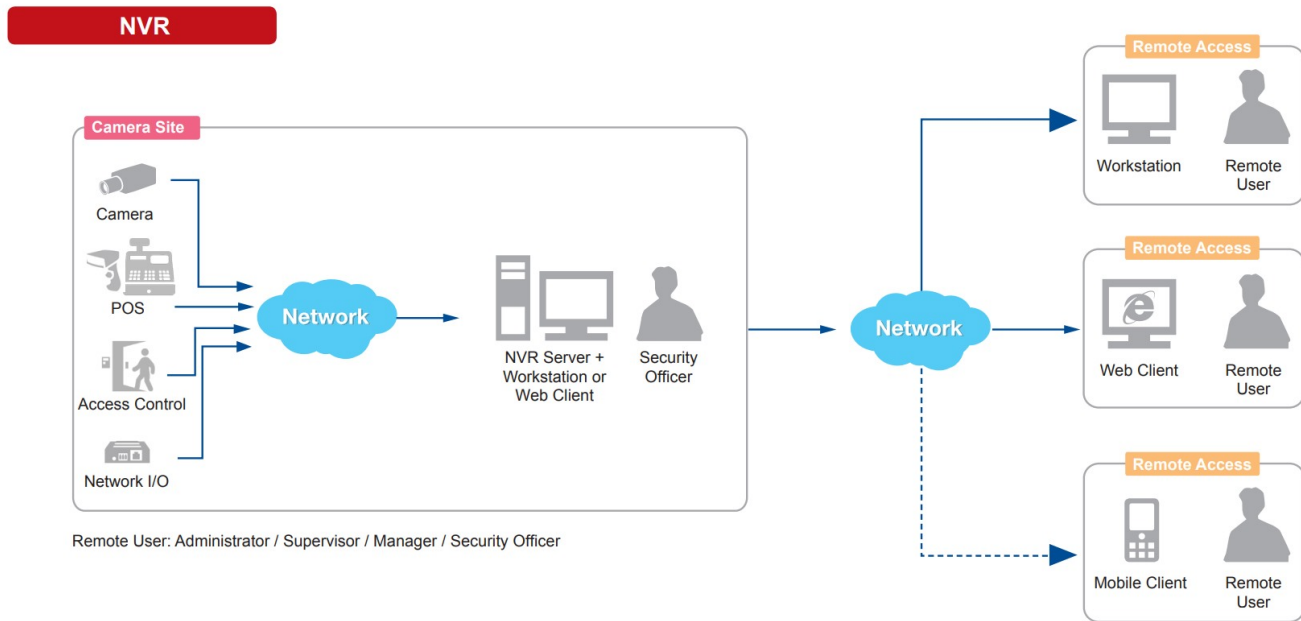 NVR
Camera Site
Camera
POS
Access Control
Network I/O
Network
NVR Server +
Workstation or
Web Client
Security
Officer
Remote User: Administrator / Supervisor / Manager / Security Officer
Network
Remote Access
Workstation
Remote
User
Remote Access
Web Client
Remote
User
Remote Access
Mobile Client
Remote
User